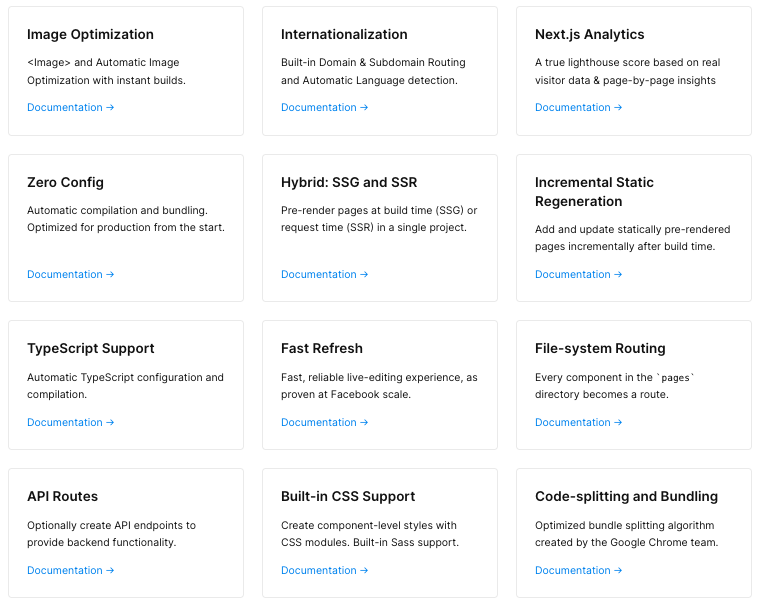 Image Optimization
<Image> and Automatic Image
Optimization with instant builds.
Documentation →
Internationalization
Built-in Domain & Subdomain Routing
and Automatic Language detection.
Documentation →
Next.js Analytics
A true lighthouse score based on real
visitor data & page-by-page insights
Documentation →
Zero Config
Automatic compilation and bundling.
Optimized for production from the start.
Documentation →
Hybrid: SSG and SSR
Pre-render pages at build time (SSG) or
request time (SSR) in a single project.
Documentation →
Incremental Static
Regeneration
Add and update statically pre-rendered
pages incrementally after build time.
Documentation →
TypeScript Support
Automatic TypeScript configuration and
compilation.
Documentation →
Fast Refresh
Fast, reliable live-editing experience, as
proven at Facebook scale.
Documentation →
File-system Routing
Every component in the `pages`
directory becomes a route.
Documentation →
API Routes
Optionally create API endpoints to
provide backend functionality.
Documentation →
Built-in CSS Support
Create component-level styles with
CSS modules. Built-in Sass support.
Documentation →
Code-splitting and Bundling
Optimized bundle splitting algorithm
created by the Google Chrome team.
Documentation →